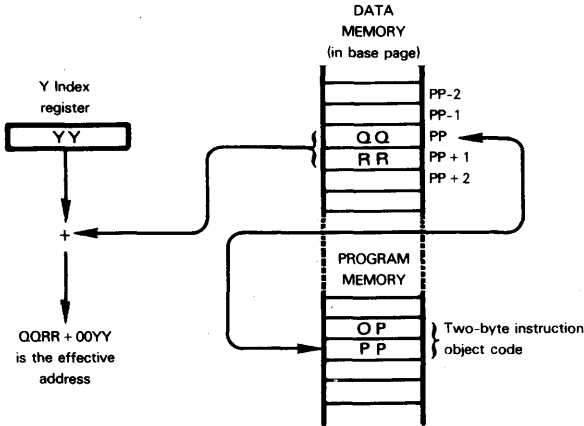 DATA
MEMORY
(in base page)
Y Index
register
YY
PP-2
PP-1
QQ
PP
RR
PP + 1
PP + 2
+
PROGRAM
MEMORY
QQRR + 00YY
is the effective
address
OP
PP
Two-byte instruction
object code